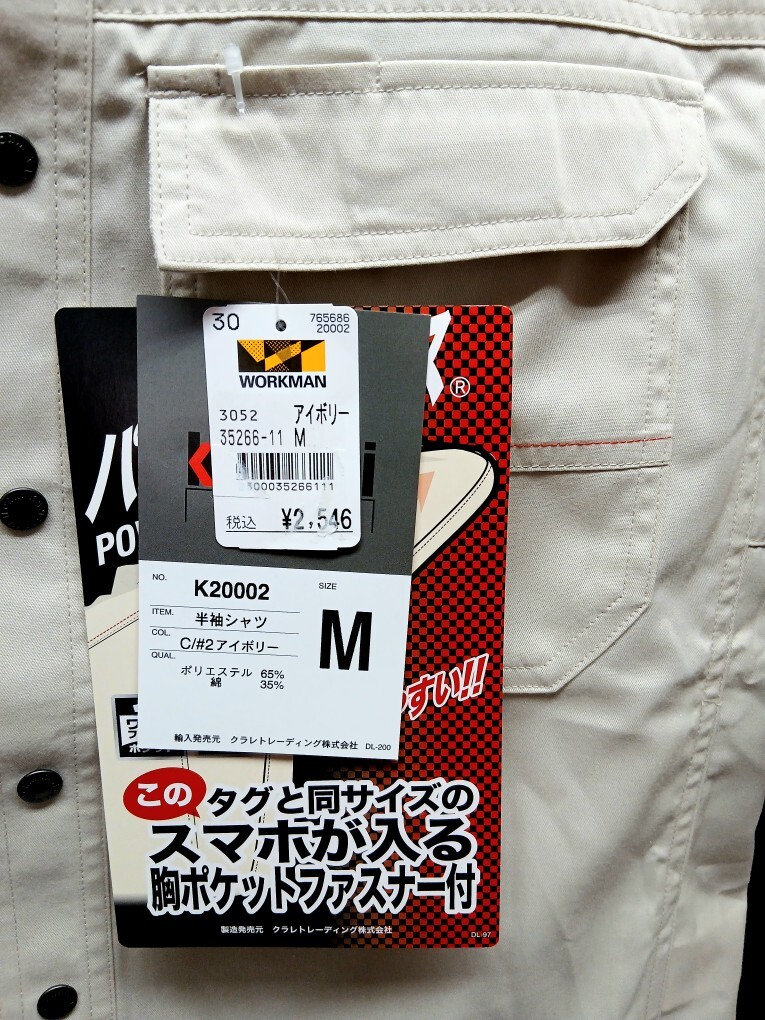 30
765686
20002
WORKMAN
3052 アイボリー
35266-11 M
000035266111
税込 ¥2,546
®
NO. K20002
SIZE M
ITEM. 半袖シャツ
COL. C/#2アイボリー
QUAL.
ポリエステル 65%
綿 35%
輸入発売元 クラレトレーディング株式会社 DL-200
すい!!
この タグと同サイズの
スマホが入る
胸ポケットファスナー付
製造発売元 クラレトレーディング株式会社
DL-97